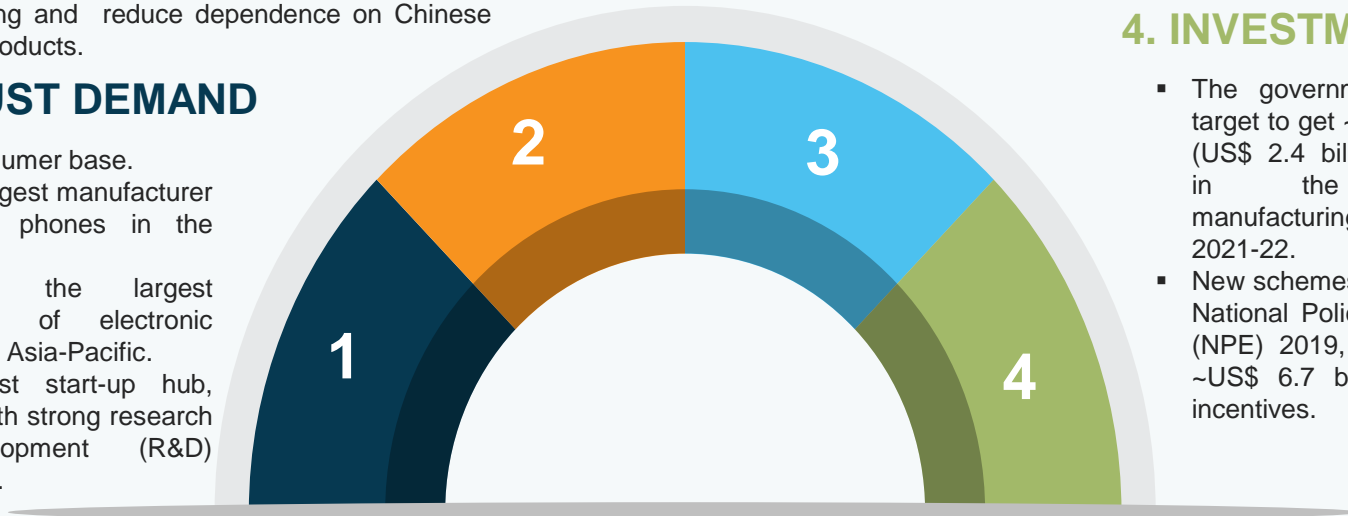 ng and reduce dependence on Chinese
oducts.
UST DEMAND
umer base.
gest manufacturer
phones in the
the largest
of electronic
Asia-Pacific.
st start-up hub,
th strong research
opment (R&D)
.
1
2
3
4
4. INVESTM
▪ The governm
target to get ~
(US$ 2.4 bil
in the
manufacturing
2021-22.
▪ New schemes
National Polic
(NPE) 2019,
~US$ 6.7 b
incentives.